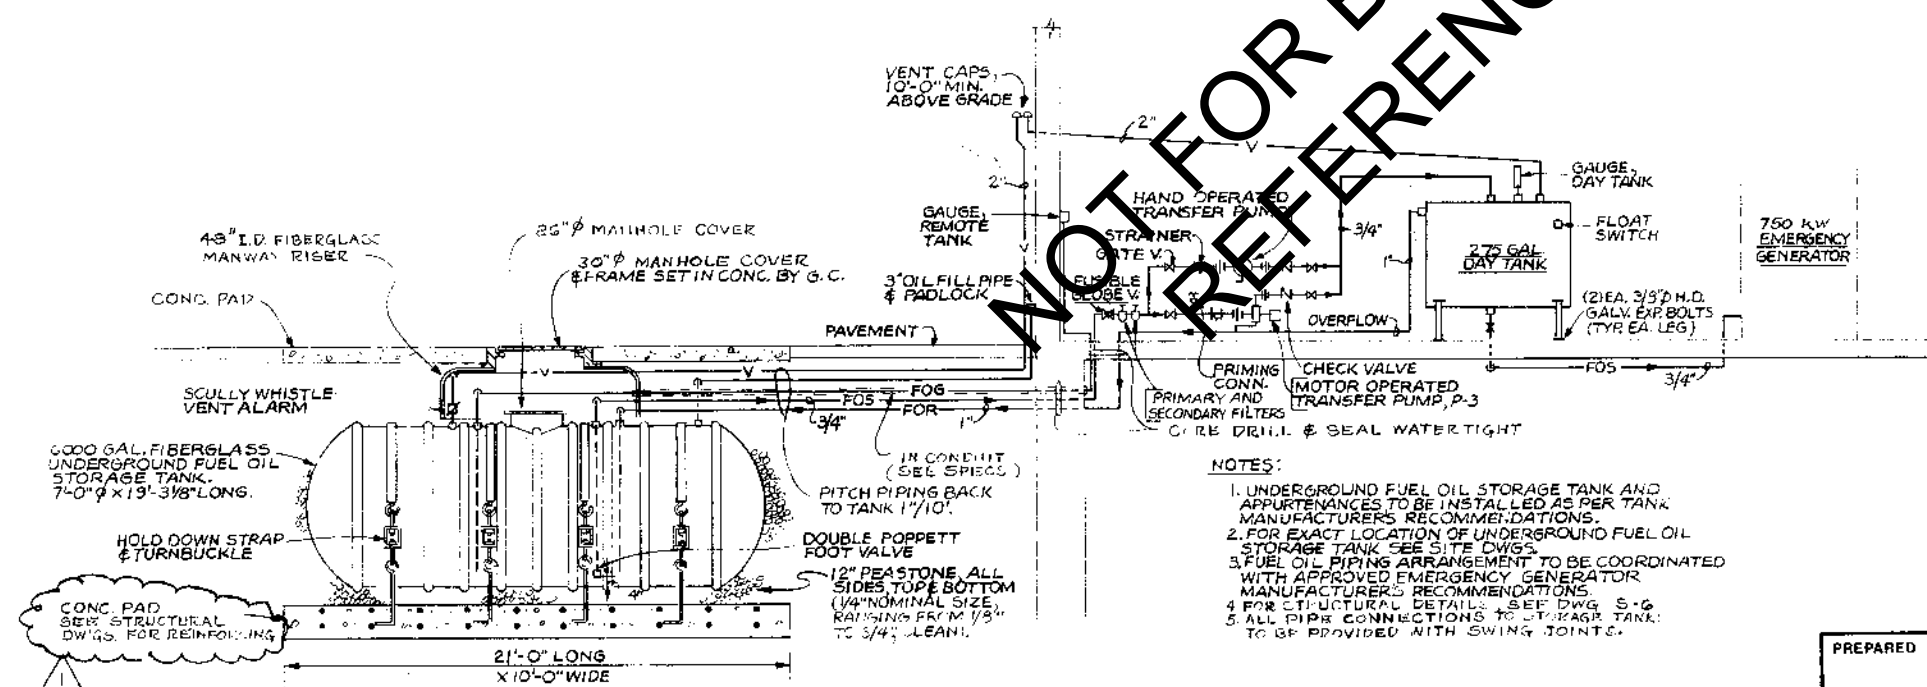 4
VENT CAPS,
10'-0" MIN.
ABOVE GRADE
2"
V
2"
V
GAUGE,
REMOTE
TANK
HAND OPERATED
TRANSFER PUMP
STRAINER
GATE V.
FUSIBLE
GLOBE V.
3/4"
1"
GAUGE,
DAY TANK
FLOAT
SWITCH
275 GAL
DAY TANK
750 KW
EMERGENCY
GENERATOR
(2) EA. 3/8"Ø H.D.
GALV. EXP. BOLTS
(TYP. EA. LEG)
OVERFLOW
FOS
3/4"
NOT FOR
REFERENC
48" I.D. FIBERGLASS
MANWAY RISER
26"Ø MANHOLE COVER
30"Ø MANHOLE COVER
& FRAME SET IN CONC. BY G.C.
3" OIL FILL PIPE
& PADLOCK
CONC. PAD
PAVEMENT
V
V
FOG
FOS
FOR
3/4"
1"
PRIMING
CONN.
PRIMARY AND
SECONDARY FILTERS
CHECK VALVE
MOTOR OPERATED
TRANSFER PUMP, P-3
CORE DRILL & SEAL WATERTIGHT
SCULLY WHISTLE
VENT ALARM
6000 GAL. FIBERGLASS
UNDERGROUND FUEL OIL
STORAGE TANK.
7'-0"Ø X 19'-3 1/8" LONG.
IN CONDUIT
(SEE SPECS)
PITCH PIPING BACK
TO TANK 1"/10'.
HOLD DOWN STRAP
& TURNBUCKLE
DOUBLE POPPETT
FOOT VALVE
12" PEASTONE, ALL
SIDES, TOP & BOTTOM
(1/4" NOMINAL SIZE
RANGING FROM 1/8"
TO 3/4" CLEAN).
4"
CONC. PAD
SEE STRUCTURAL
DWGS. FOR REINFORCING
1
21'-0" LONG
X 10'-0" WIDE
NOTES:
1. UNDERGROUND FUEL OIL STORAGE TANK AND
APPURTENANCES TO BE INSTALLED AS PER TANK
MANUFACTURERS RECOMMENDATIONS.
2. FOR EXACT LOCATION OF UNDERGROUND FUEL OIL
STORAGE TANK SEE SITE DWGS.
3. FUEL OIL PIPING ARRANGEMENT TO BE COORDINATED
WITH APPROVED EMERGENCY GENERATOR
MANUFACTURERS RECOMMENDATIONS.
4 FOR STRUCTURAL DETAILS, SEE DWG S-6
5. ALL PIPE CONNECTIONS TO STORAGE TANK
TO BE PROVIDED WITH SWING JOINTS.
PREPARED